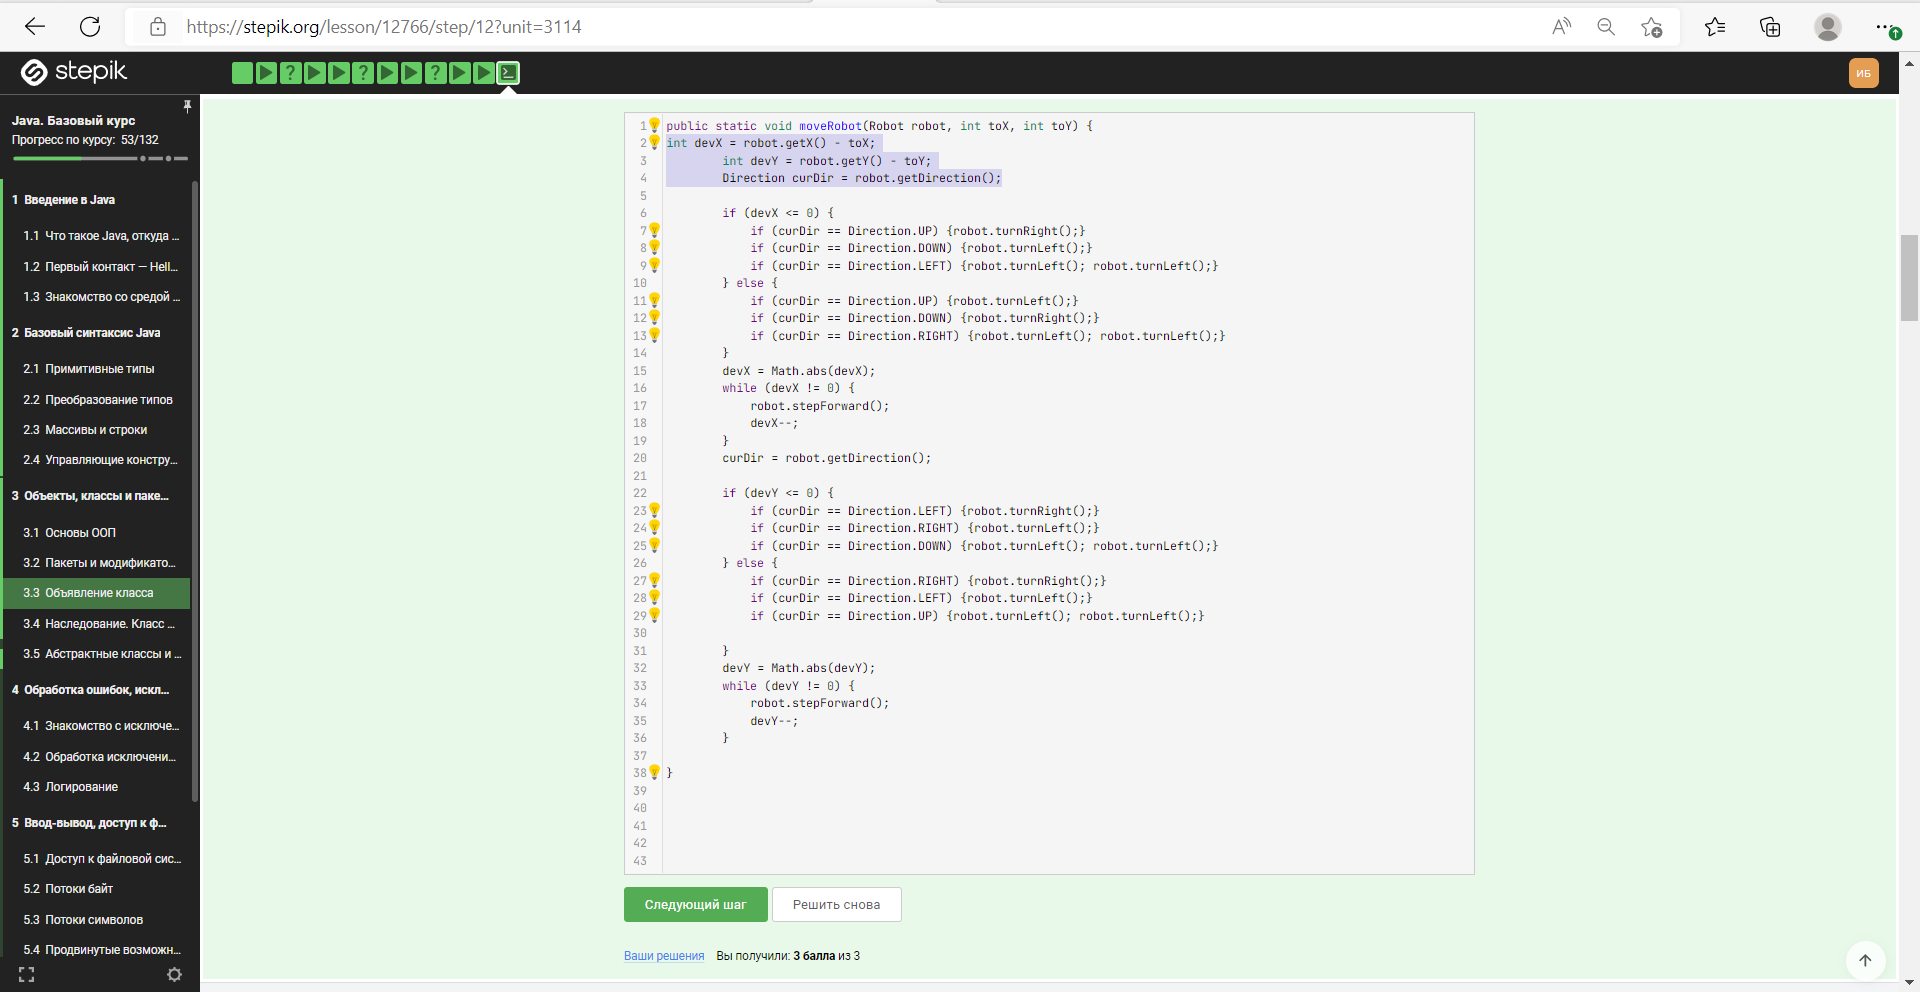 https://stepik.org/lesson/12766/step/12?unit=3114
stepik
ИБ
Java. Базовый курс
Прогресс по курсу: 53/132
1 Введение в Java
1.1 Что такое Java, откуда ...
1.2 Первый контакт — Hell...
1.3 Знакомство со средой ...
2 Базовый синтаксис Java
2.1 Примитивные типы
2.2 Преобразование типов
2.3 Массивы и строки
2.4 Управляющие констру...
3 Объекты, классы и паке...
3.1 Основы ООП
3.2 Пакеты и модификато...
3.3 Объявление класса
3.4 Наследование. Класс ...
3.5 Абстрактные классы и ...
4 Обработка ошибок, искл...
4.1 Знакомство с исключе...
4.2 Обработка исключени...
4.3 Логирование
5 Ввод-вывод, доступ к ф...
5.1 Доступ к файловой сис...
5.2 Потоки байт
5.3 Потоки символов
5.4 Продвинутые возможн...
1 public static void moveRobot(Robot robot, int toX, int toY) {
2 int devX = robot.getX() - toX;
3 int devY = robot.getY() - toY;
4 Direction curDir = robot.getDirection();
5
6 if (devX <= 0) {
7 if (curDir == Direction.UP) {robot.turnRight();}
8 if (curDir == Direction.DOWN) {robot.turnLeft();}
9 if (curDir == Direction.LEFT) {robot.turnLeft(); robot.turnLeft();}
10 } else {
11 if (curDir == Direction.UP) {robot.turnLeft();}
12 if (curDir == Direction.DOWN) {robot.turnRight();}
13 if (curDir == Direction.RIGHT) {robot.turnLeft(); robot.turnLeft();}
14 }
15 devX = Math.abs(devX);
16 while (devX != 0) {
17 robot.stepForward();
18 devX--;
19 }
20 curDir = robot.getDirection();
21
22 if (devY <= 0) {
23 if (curDir == Direction.LEFT) {robot.turnRight();}
24 if (curDir == Direction.RIGHT) {robot.turnLeft();}
25 if (curDir == Direction.DOWN) {robot.turnLeft(); robot.turnLeft();}
26 } else {
27 if (curDir == Direction.RIGHT) {robot.turnRight();}
28 if (curDir == Direction.LEFT) {robot.turnLeft();}
29 if (curDir == Direction.UP) {robot.turnLeft(); robot.turnLeft();}
30
31 }
32 devY = Math.abs(devY);
33 while (devY != 0) {
34 robot.stepForward();
35 devY--;
36 }
37
38 }
39
40
41
42
43
Следующий шаг
Решить снова
Ваши решения Вы получили: 3 балла из 3